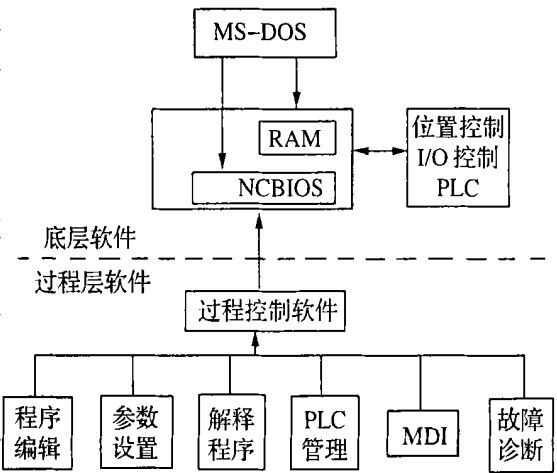 MS-DOS
RAM
NCBIOS
位置控制
I/O 控制
PLC
底层软件
过程层软件
过程控制软件
程序
编辑
参数
设置
解释
程序
PLC
管理
MDI
故障
诊断